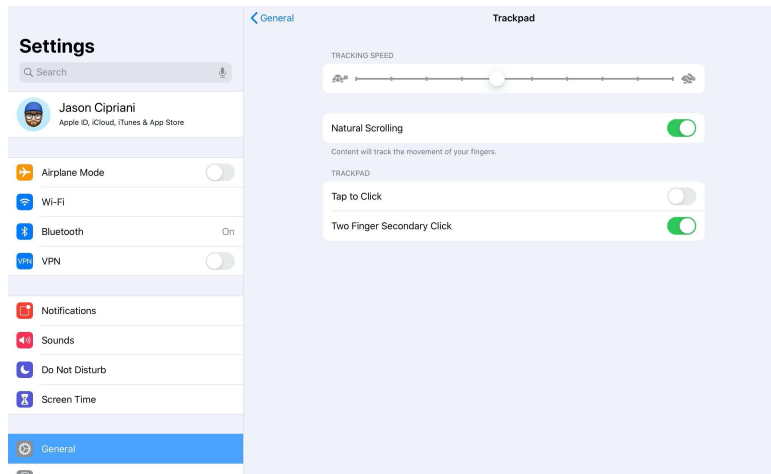 Settings
Search
Jason Cipriani
Apple ID, iCloud, iTunes & App Store
Airplane Mode
Wi-Fi
Bluetooth On
VPN VPN
Notifications
Sounds
Do Not Disturb
Screen Time
General
General
Trackpad
TRACKING SPEED
Natural Scrolling
Content will track the movement of your fingers.
TRACKPAD
Tap to Click
Two Finger Secondary Click